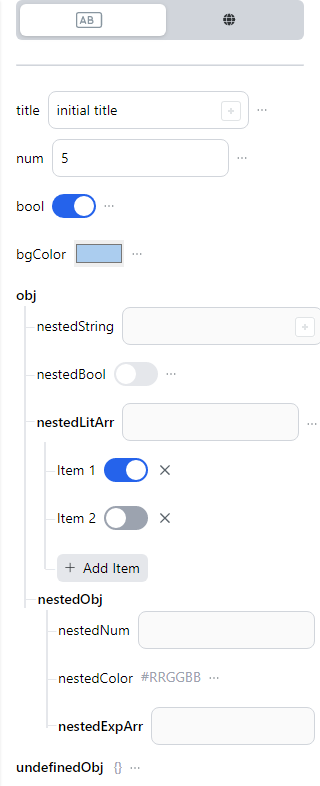 AB
title initial title ...
num 5 ...
bool ...
bgColor ...
obj
nestedString
nestedBool ...
nestedLitArr ...
Item 1 ×
Item 2 ×
+ Add Item
nestedObj
nestedNum
nestedColor #RRGGBB ...
nestedExpArr
undefinedObj {} ...